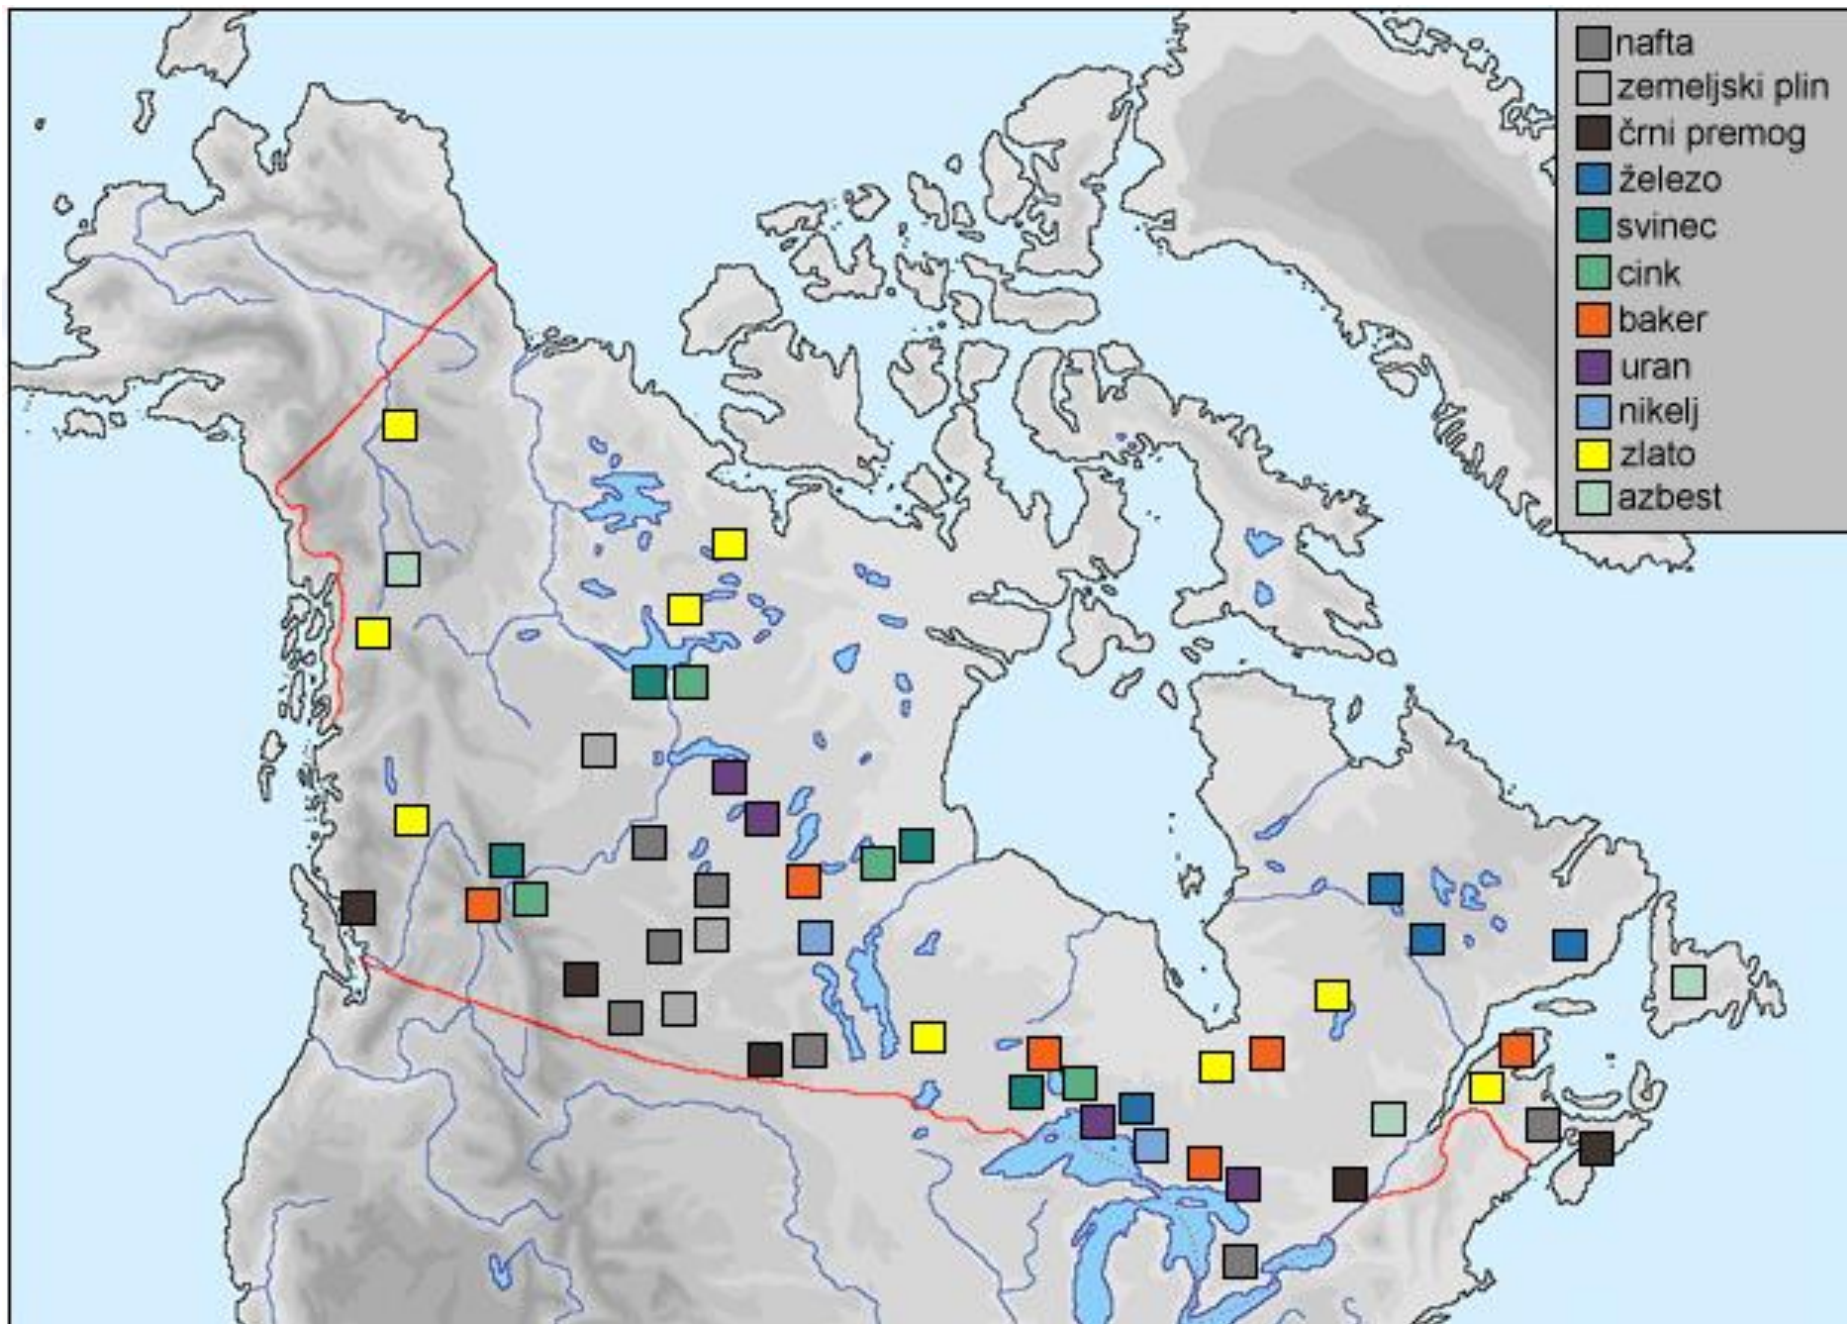 nafta
zemeljski plin
črni premog
železo
svinec
cink
baker
uran
nikelj
zlato
azbest